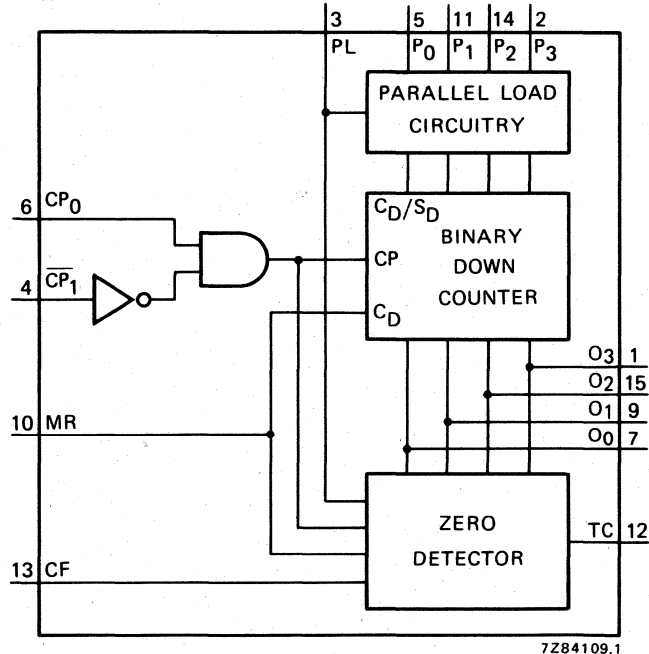 3 5 11 14 2
PL P0 P1 P2 P3
PARALLEL LOAD
CIRCUITRY
6 CP0
CD/SD
BINARY
CP
DOWN
4 C̅P̅1
COUNTER
CD
O3 1
O2 15
O1 9
10 MR
O0 7
ZERO
TC 12
DETECTOR
13 CF
7Z84109.1